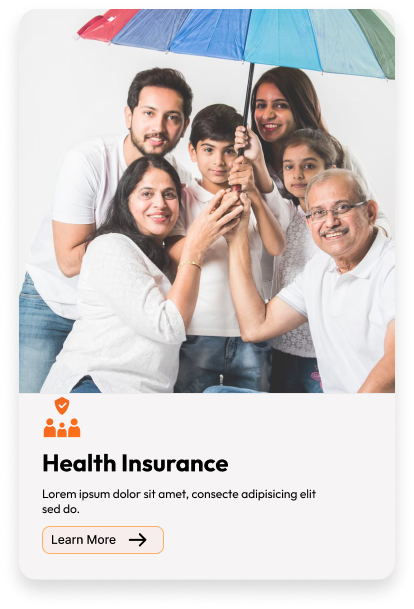 Health Insurance
Lorem ipsum dolor sit amet, consecte adipisicing elit
sed do.
Learn More